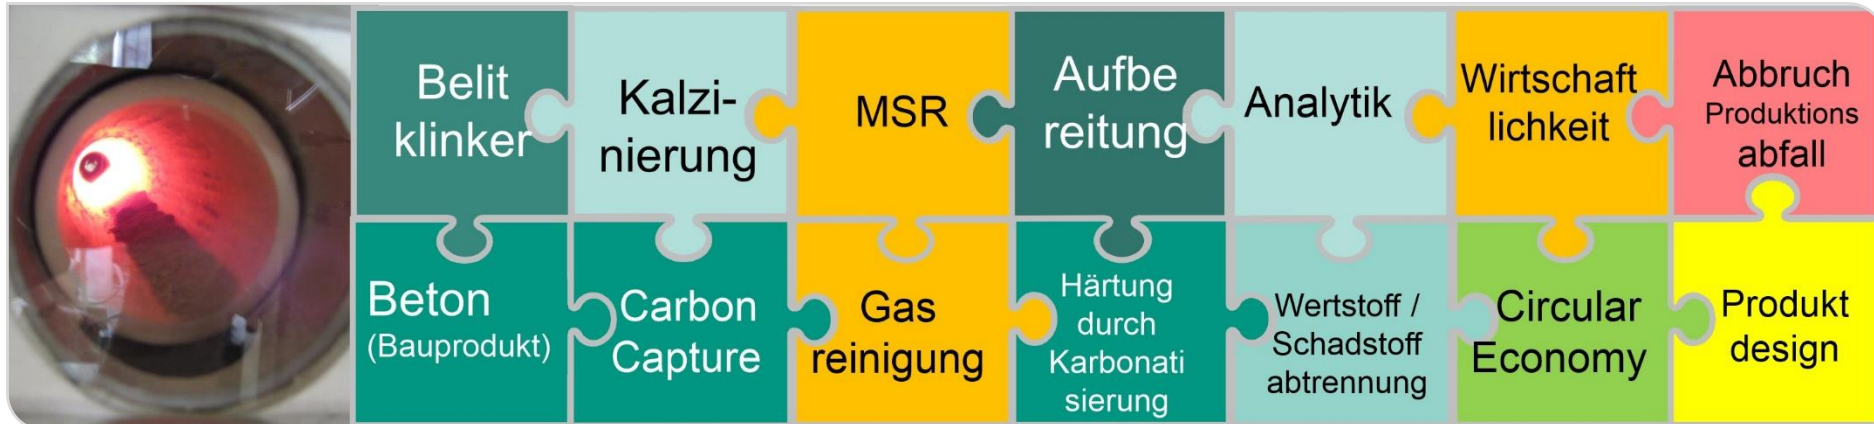 Belit
klinker
Kalzi-
nierung
MSR
Aufbe
reitung
Analytik
Wirtschaft
lichkeit
Abbruch
Produktions
abfall
Beton
(Bauprodukt)
Carbon
Capture
Gas
reinigung
Härtung
durch
Karbonati
sierung
Wertstoff /
Schadstoff
abtrennung
Circular
Economy
Produkt
design